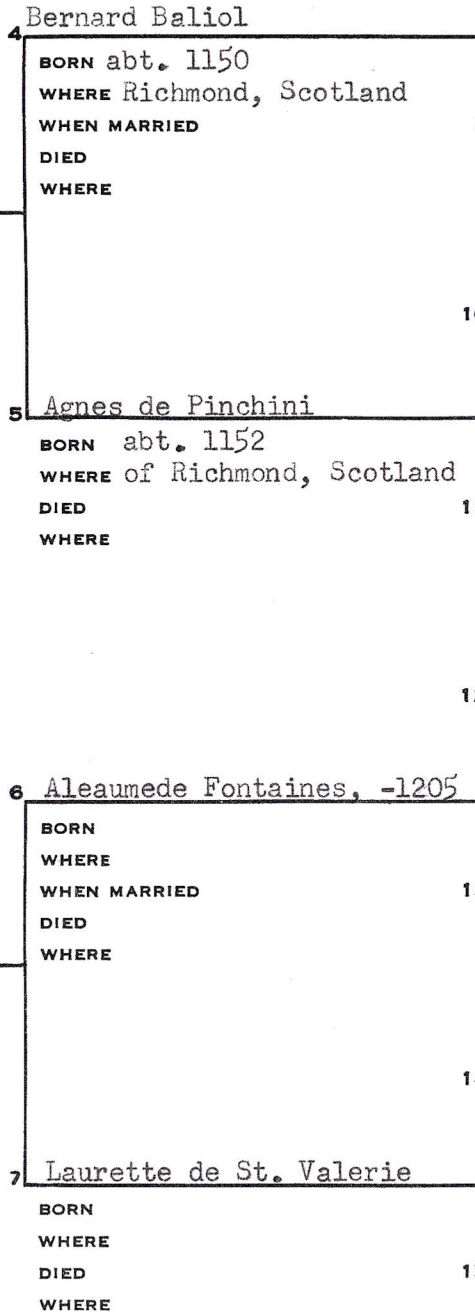 Bernard Baliol
4
BORN abt. 1150
WHERE Richmond, Scotland
WHEN MARRIED
DIED
WHERE
5 Agnes de Pinchini
BORN abt. 1152
WHERE of Richmond, Scotland
DIED
WHERE
6 Aleaumede Fontaines, -1205
BORN
WHERE
WHEN MARRIED
DIED
WHERE
7 Laurette de St. Valerie
BORN
WHERE
DIED
WHERE